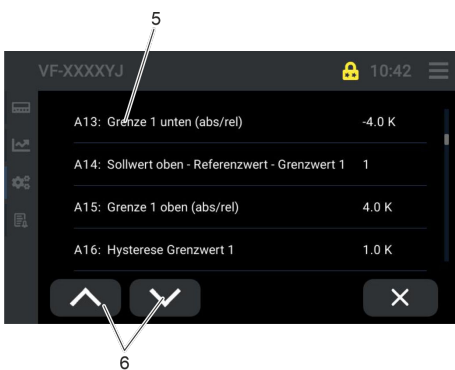 5
VF-XXXXYJ
10:42
A13: Grenze 1 unten (abs/rel) -4.0 K
A14: Sollwert oben - Referenzwert - Grenzwert 1 1
A15: Grenze 1 oben (abs/rel) 4.0 K
A16: Hysterese Grenzwert 1 1.0 K
6